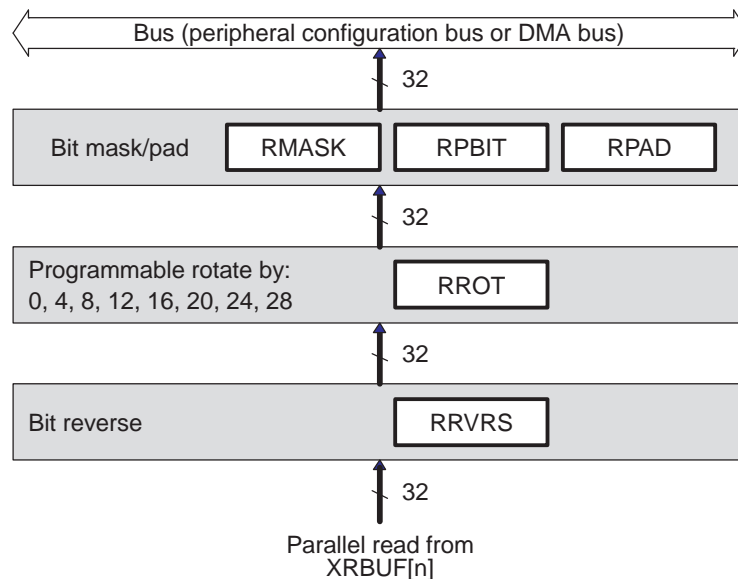 Bus (peripheral configuration bus or DMA bus)
32
Bit mask/pad RMASK RPBIT RPAD
32
Programmable rotate by:
0, 4, 8, 12, 16, 20, 24, 28
RROT
32
Bit reverse RRVRS
32
Parallel read from
XRBUF[n]